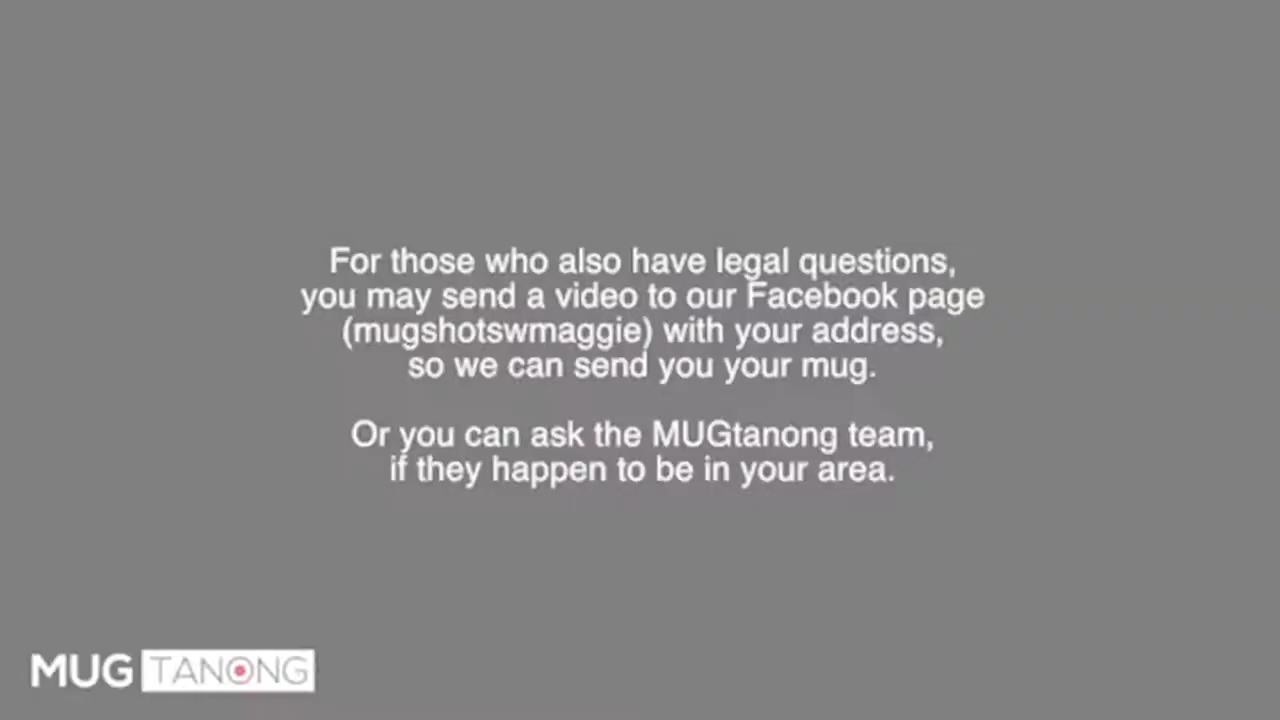 For those who also have legal questions,
you may send a video to our Facebook page
(mugshotswmaggie) with your address,
so we can send you your mug.
Or you can ask the MUGtanong team,
if they happen to be in your area.
MUG TANONG